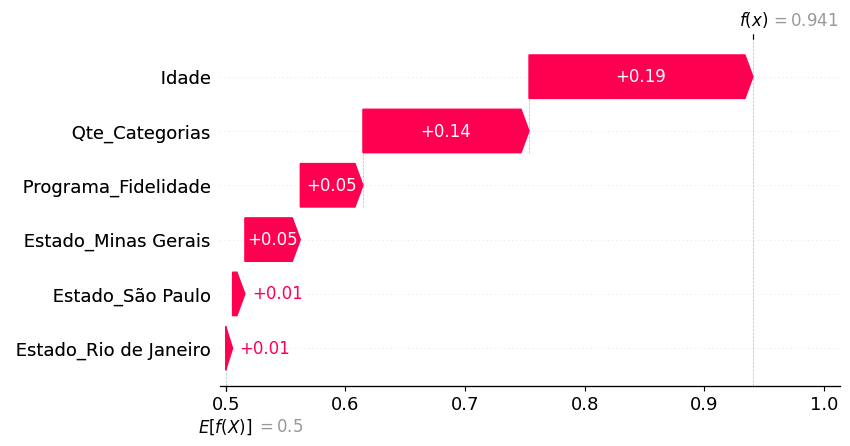 f(x) = 0.941
Idade +0.19
Qte_Categorias +0.14
Programa_Fidelidade +0.05
Estado_Minas Gerais +0.05
Estado_São Paulo +0.01
Estado_Rio de Janeiro +0.01
0.5 0.6 0.7 0.8 0.9 1.0
E[f(X)] = 0.5